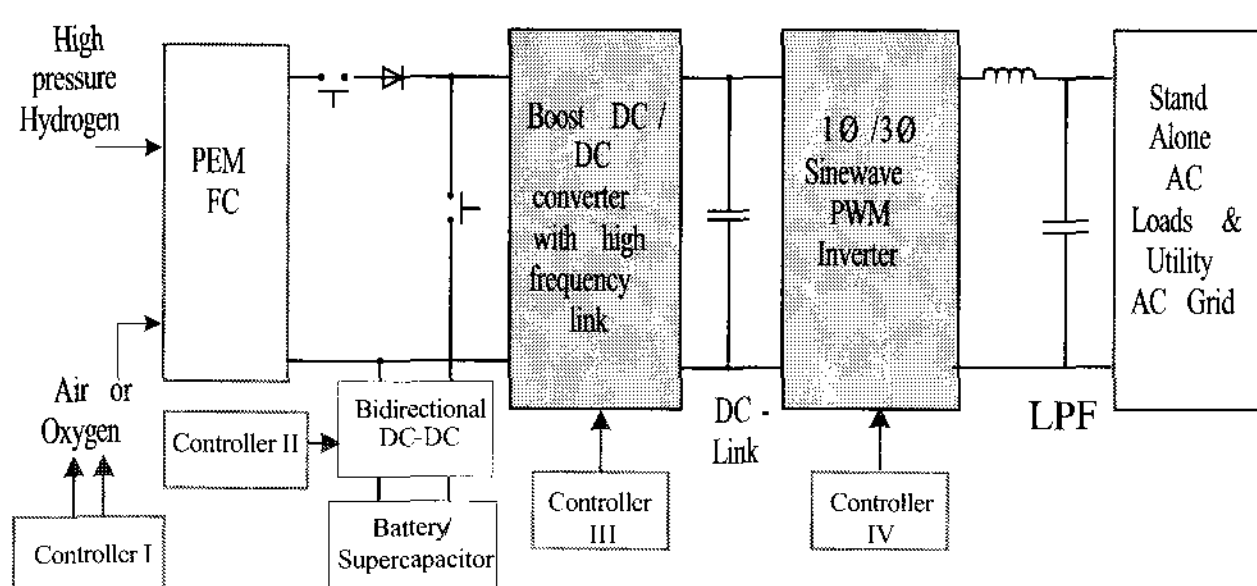 High
pressure
Hydrogen
PEM
FC
Air or
Oxygen
Controller I
Controller II
Bidirectional
DC-DC
Battery/
Supercapacitor
Boost DC /
DC
converter
with high
frequency
link
Controller
III
DC -
Link
1Ø /3Ø
Sinewave
PWM
Inverter
Controller
IV
LPF
Stand
Alone
AC
Loads &
Utility
AC Grid